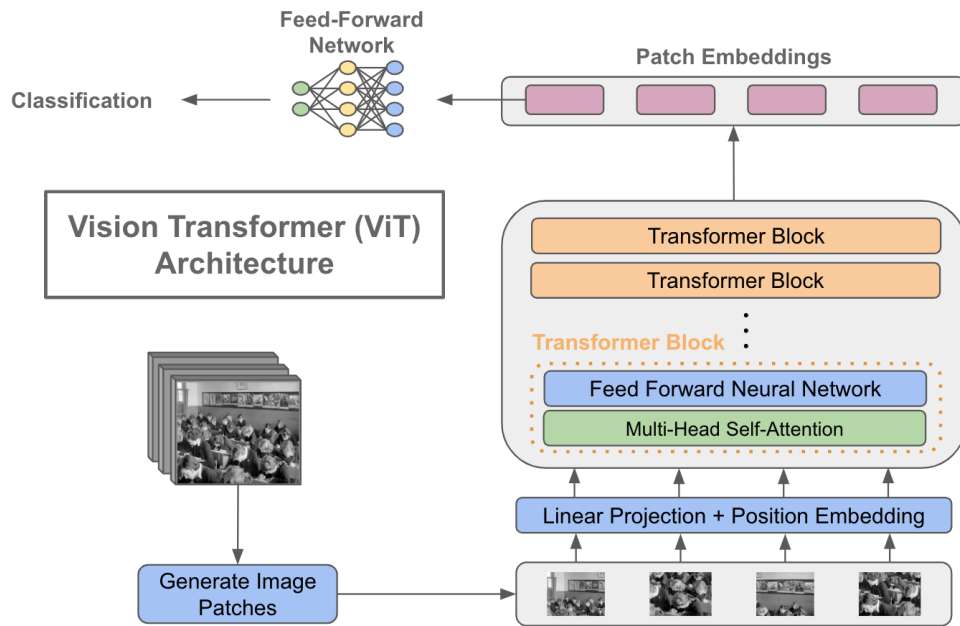 Feed-Forward
Network
Patch Embeddings
Classification
Vision Transformer (ViT)
Architecture
Transformer Block
Transformer Block
Transformer Block
Feed Forward Neural Network
Multi-Head Self-Attention
Linear Projection + Position Embedding
Generate Image
Patches